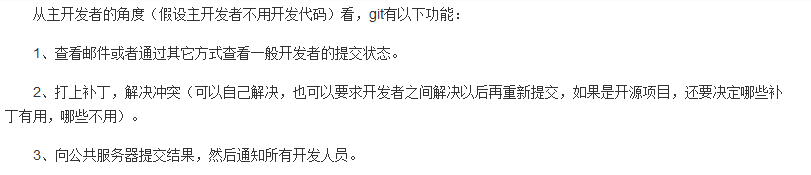 从主开发者的角度（假设主开发者不用开发代码）看，git有以下功能：
1、查看邮件或者通过其它方式查看一般开发者的提交状态。
2、打上补丁，解决冲突（可以自己解决，也可以要求开发者之间解决以后再重新提交，如果是开源项目，还要决定哪些补
丁有用，哪些不用）。
3、向公共服务器提交结果，然后通知所有开发人员。